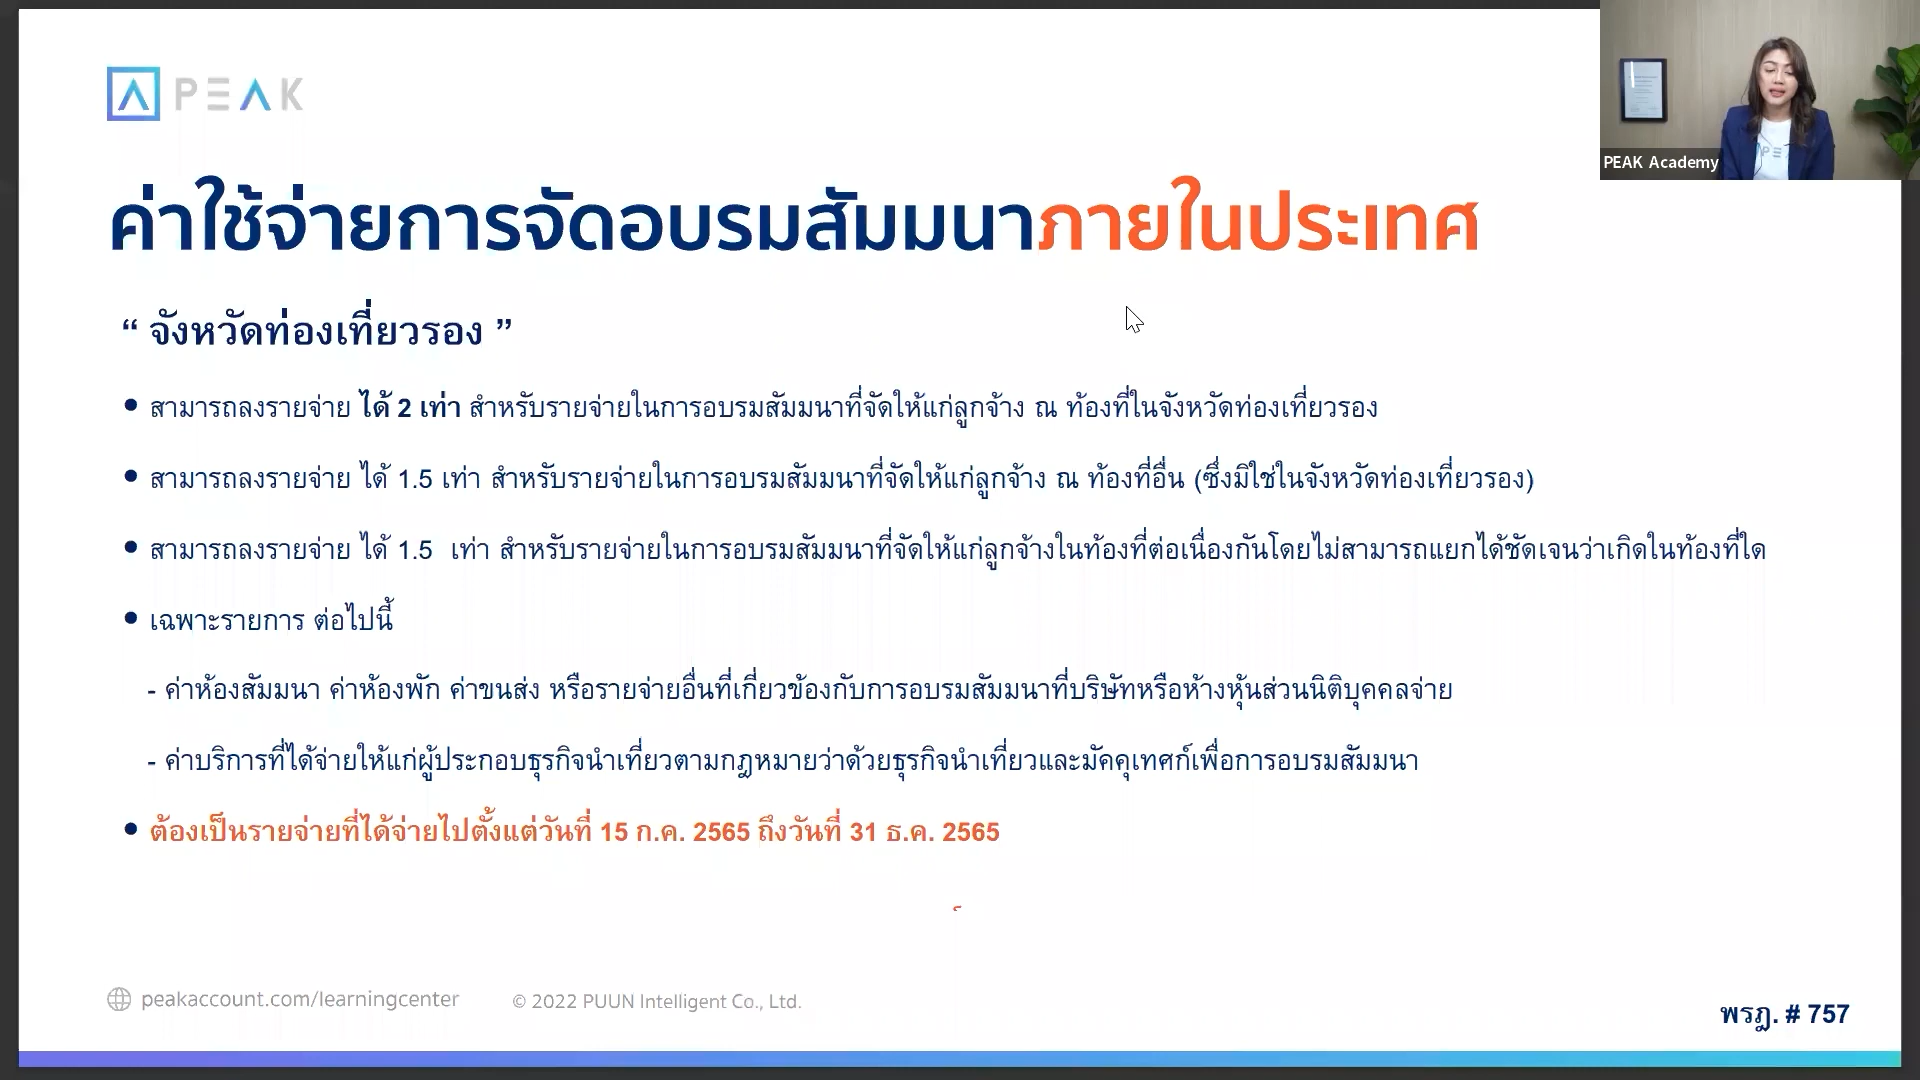 PEAK
PEAK Academy
ค่าใช้จ่ายการจัดอบรมสัมมนาภายในประเทศ
“ จังหวัดท่องเที่ยวรอง ”
• สามารถลงรายจ่าย ได้ 2 เท่า สำหรับรายจ่ายในการอบรมสัมมนาที่จัดให้แก่ลูกจ้าง ณ ท้องที่ในจังหวัดท่องเที่ยวรอง
• สามารถลงรายจ่าย ได้ 1.5 เท่า สำหรับรายจ่ายในการอบรมสัมมนาที่จัดให้แก่ลูกจ้าง ณ ท้องที่อื่น (ซึ่งมิใช่ในจังหวัดท่องเที่ยวรอง)
• สามารถลงรายจ่าย ได้ 1.5 เท่า สำหรับรายจ่ายในการอบรมสัมมนาที่จัดให้แก่ลูกจ้างในท้องที่ต่อเนื่องกันโดยไม่สามารถแยกได้ชัดเจนว่าเกิดในท้องที่ใด
• เฉพาะรายการ ต่อไปนี้
- ค่าห้องสัมมนา ค่าห้องพัก ค่าขนส่ง หรือรายจ่ายอื่นที่เกี่ยวข้องกับการอบรมสัมมนาที่บริษัทหรือห้างหุ้นส่วนนิติบุคคลจ่าย
- ค่าบริการที่ได้จ่ายให้แก่ผู้ประกอบธุรกิจนำเที่ยวตามกฎหมายว่าด้วยธุรกิจนำเที่ยวและมัคคุเทศก์เพื่อการอบรมสัมมนา
• ต้องเป็นรายจ่ายที่ได้จ่ายไปตั้งแต่วันที่ 15 ก.ค. 2565 ถึงวันที่ 31 ธ.ค. 2565
peakaccount.com/learningcenter
© 2022 PUUN Intelligent Co., Ltd.
พรฎ. # 757